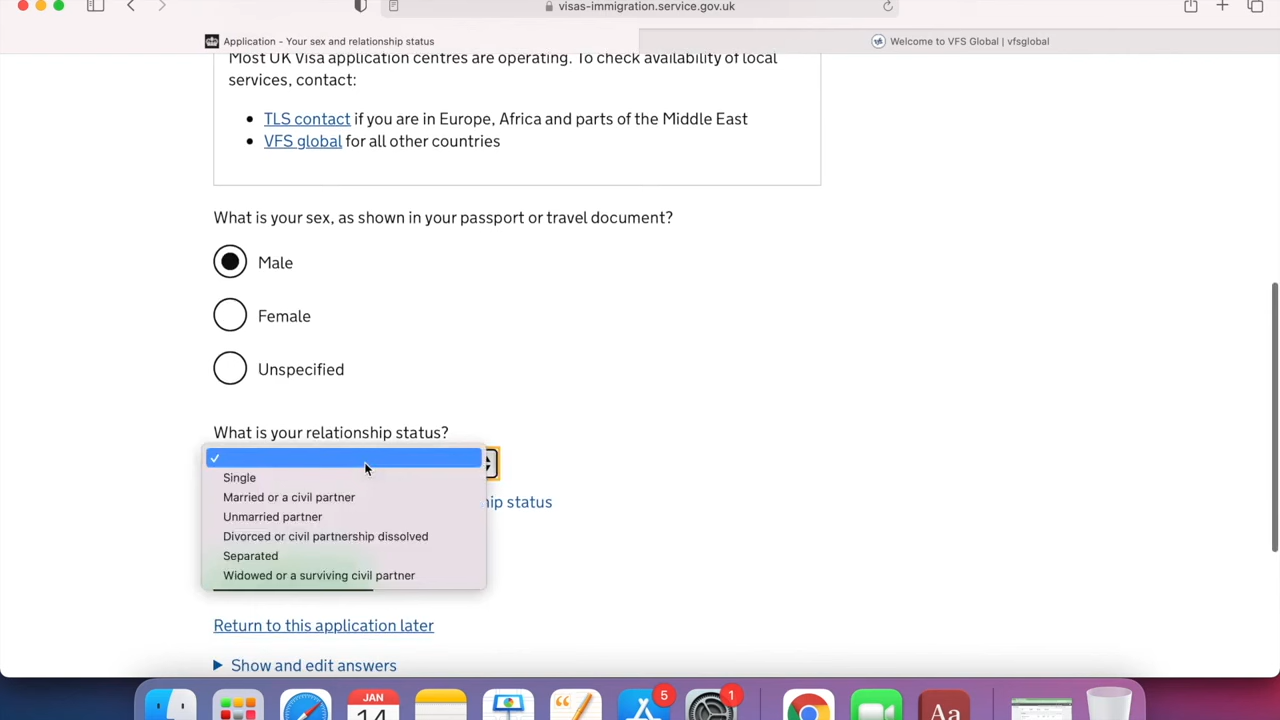 visas-immigration.service.gov.uk
Application - Your sex and relationship status
Welcome to VFS Global | vfsglobal
Most UK Visa application centres are operating. To check availability of local
services, contact:
TLS contact if you are in Europe, Africa and parts of the Middle East
VFS global for all other countries
What is your sex, as shown in your passport or travel document?
Male
Female
Unspecified
What is your relationship status?
Single
Married or a civil partner
ip status
Unmarried partner
Divorced or civil partnership dissolved
Separated
Widowed or a surviving civil partner
Return to this application later
Show and edit answers
JAN
14
5
1
Aa